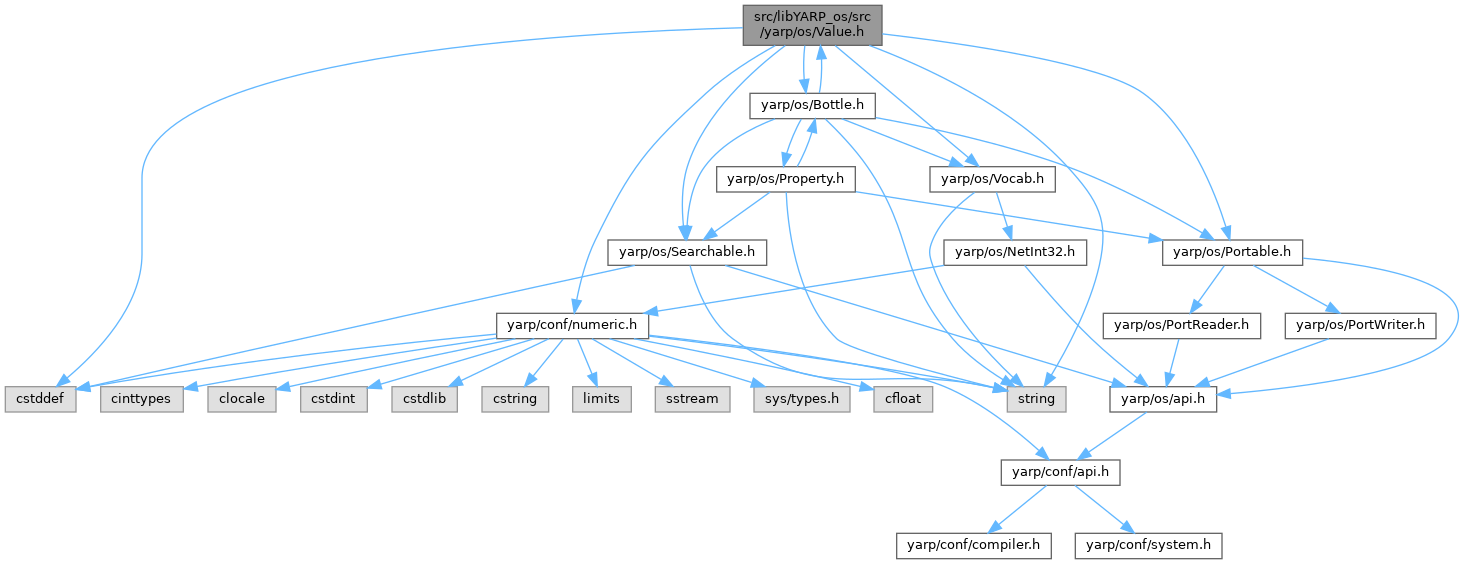 src/libYARP_os/src
/yarp/os/Value.h
yarp/os/Bottle.h
yarp/os/Property.h
yarp/os/Vocab.h
yarp/os/Searchable.h
yarp/os/NetInt32.h
yarp/os/Portable.h
yarp/conf/numeric.h
yarp/os/PortReader.h
yarp/os/PortWriter.h
cstddef
cinttypes
clocale
cstdint
cstdlib
cstring
limits
sstream
sys/types.h
cfloat
string
yarp/os/api.h
yarp/conf/api.h
yarp/conf/compiler.h
yarp/conf/system.h